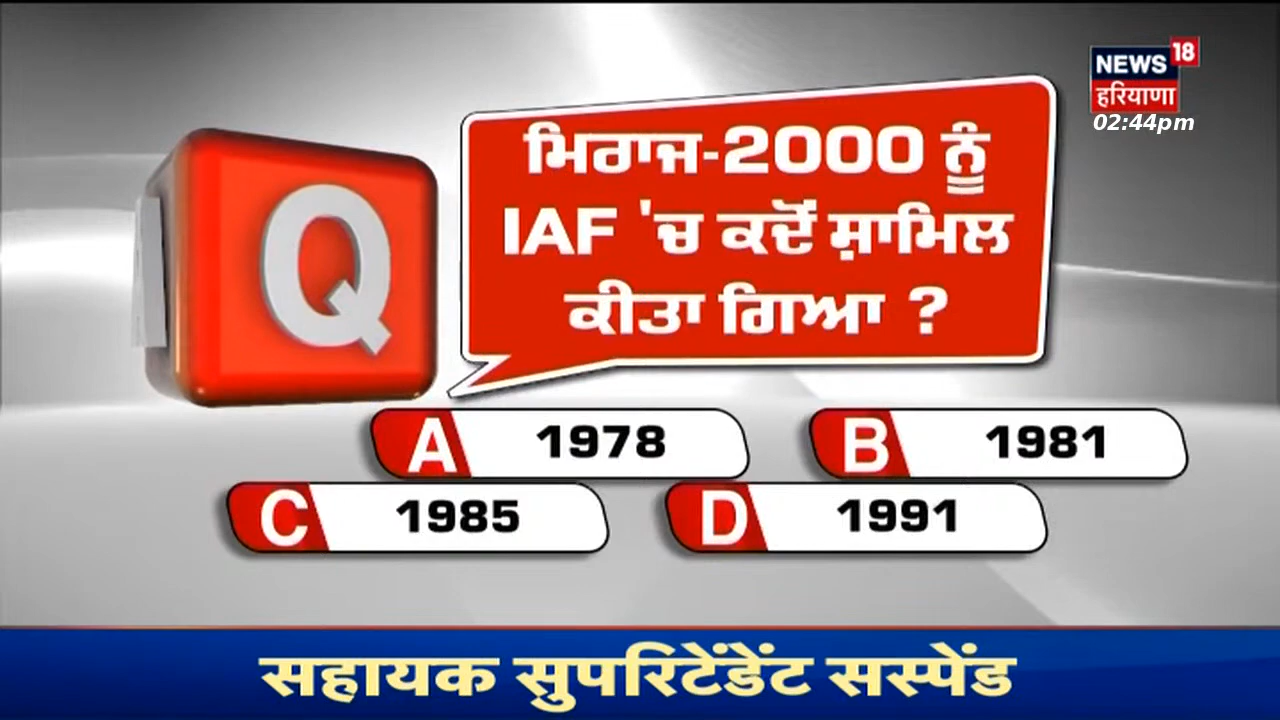 NEWS 18
हरियाणा
02:44pm
Q
ਮਿਰਾਜ-2000 ਨੂੰ
IAF 'ਚ ਕਦੋਂ ਸ਼ਾਮਿਲ
ਕੀਤਾ ਗਿਆ ?
A 1978
B 1981
C 1985
D 1991
सहायक सुपरिटेंडेंट सस्पेंड